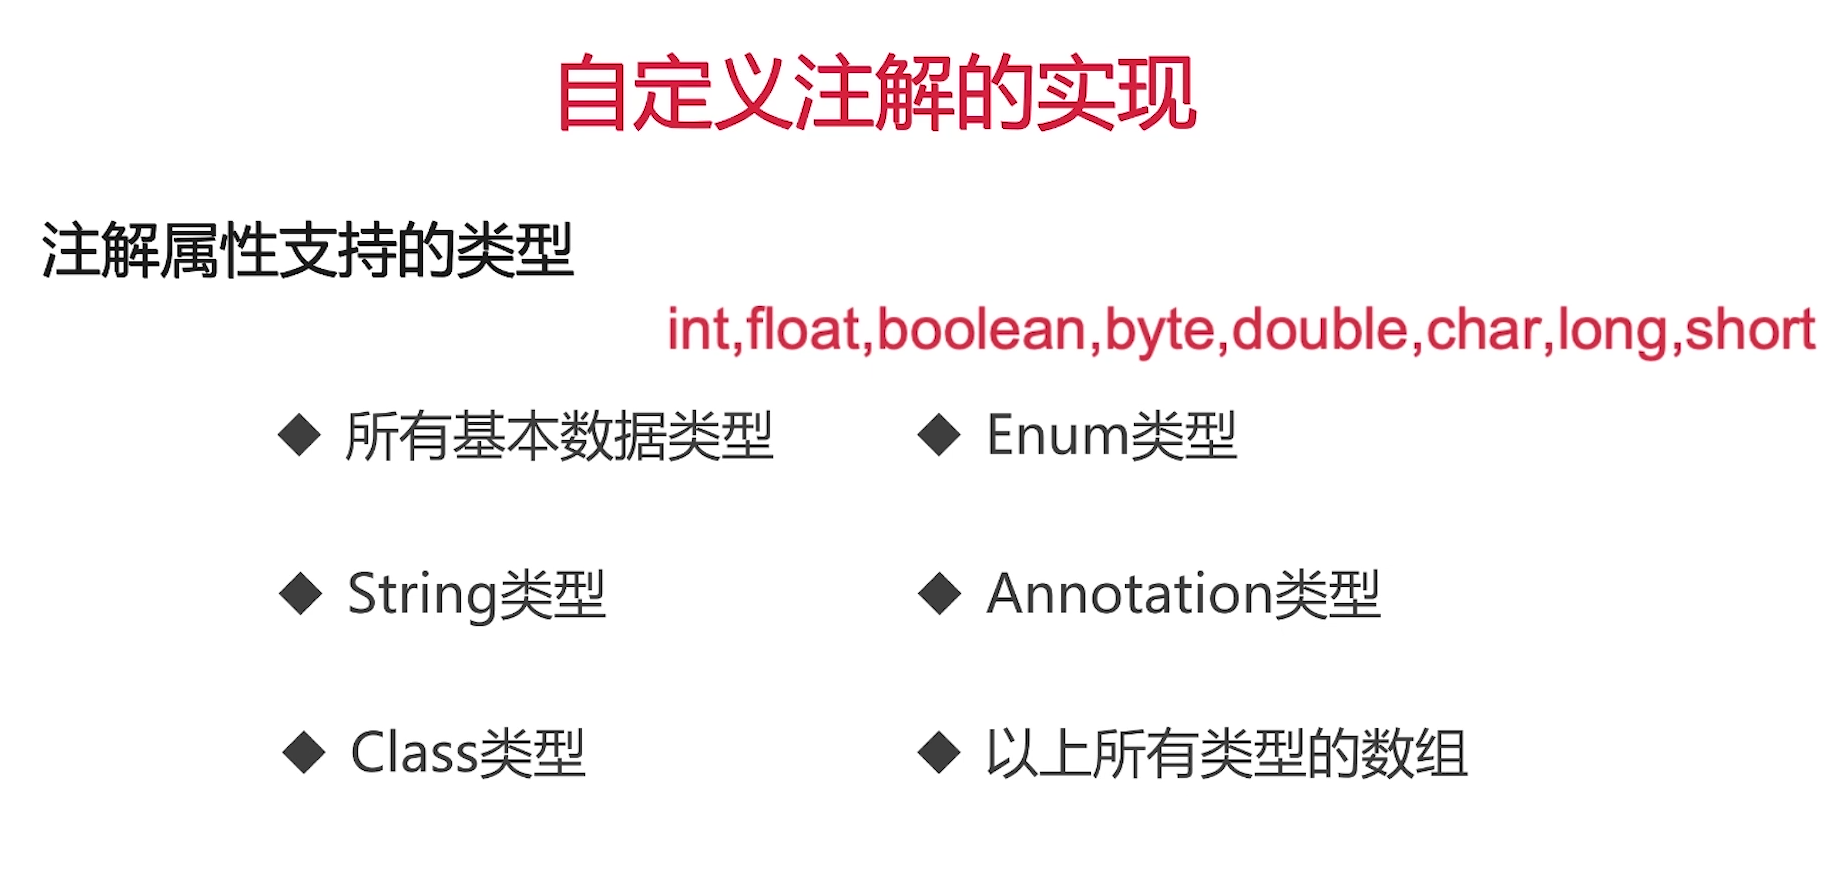 自定义注解的实现
注解属性支持的类型
int,float,boolean,byte,double,char,long,short
◆ 所有基本数据类型
◆ Enum类型
◆ String类型
◆ Annotation类型
◆ Class类型
◆ 以上所有类型的数组